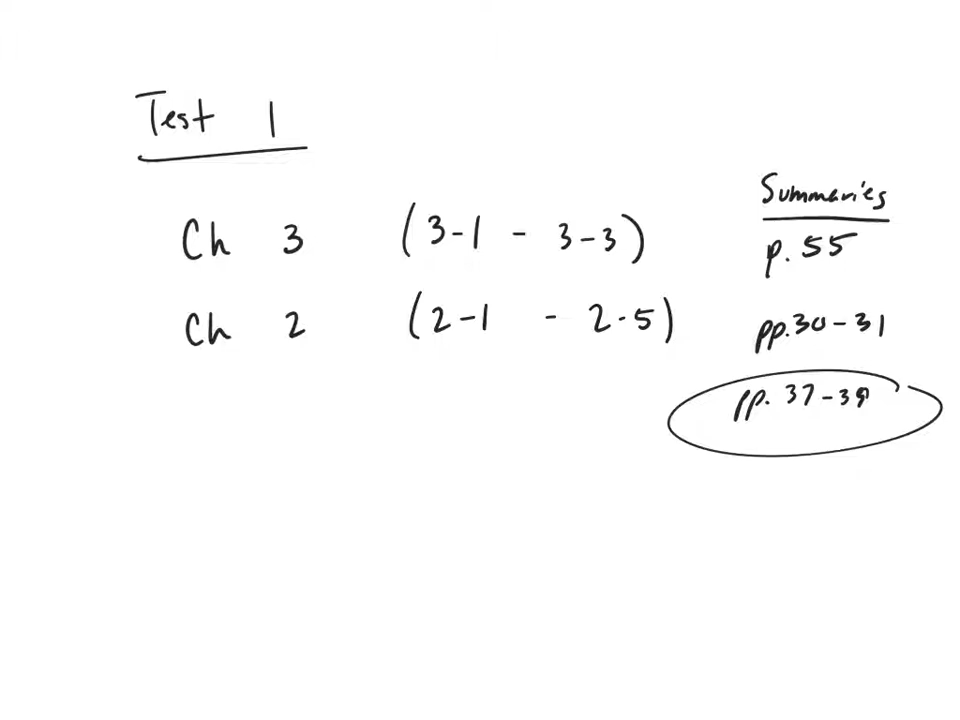 Test 1
Summaries
Ch 3 (3-1 - 3-3) p. 55
Ch 2 (2-1 - 2.5) pp. 30-31
pp. 37-39